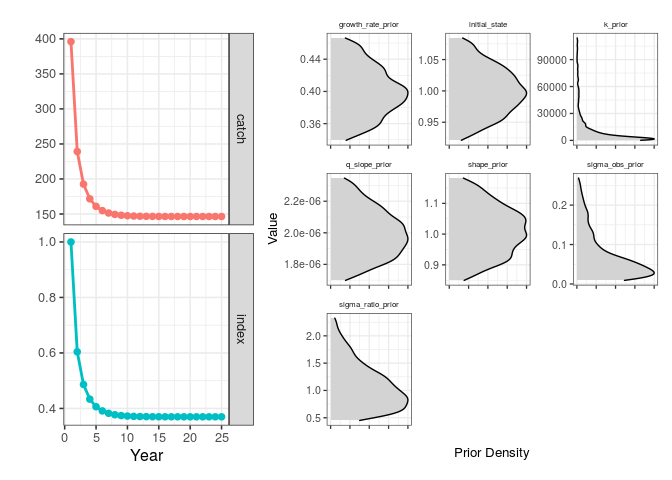 400
350
300
250
200
150
catch
1.0
0.8
0.6
0.4
index
0 5 10 15 20 25
Year
growth_rate_prior
0.44
0.40
0.36
initial_state
1.05
1.00
0.95
k_prior
90000
60000
30000
0
q_slope_prior
2.2e-06
2.0e-06
1.8e-06
shape_prior
1.1
1.0
0.9
sigma_obs_prior
0.2
0.1
0.0
sigma_ratio_prior
2.0
1.5
1.0
0.5
Value
Prior Density